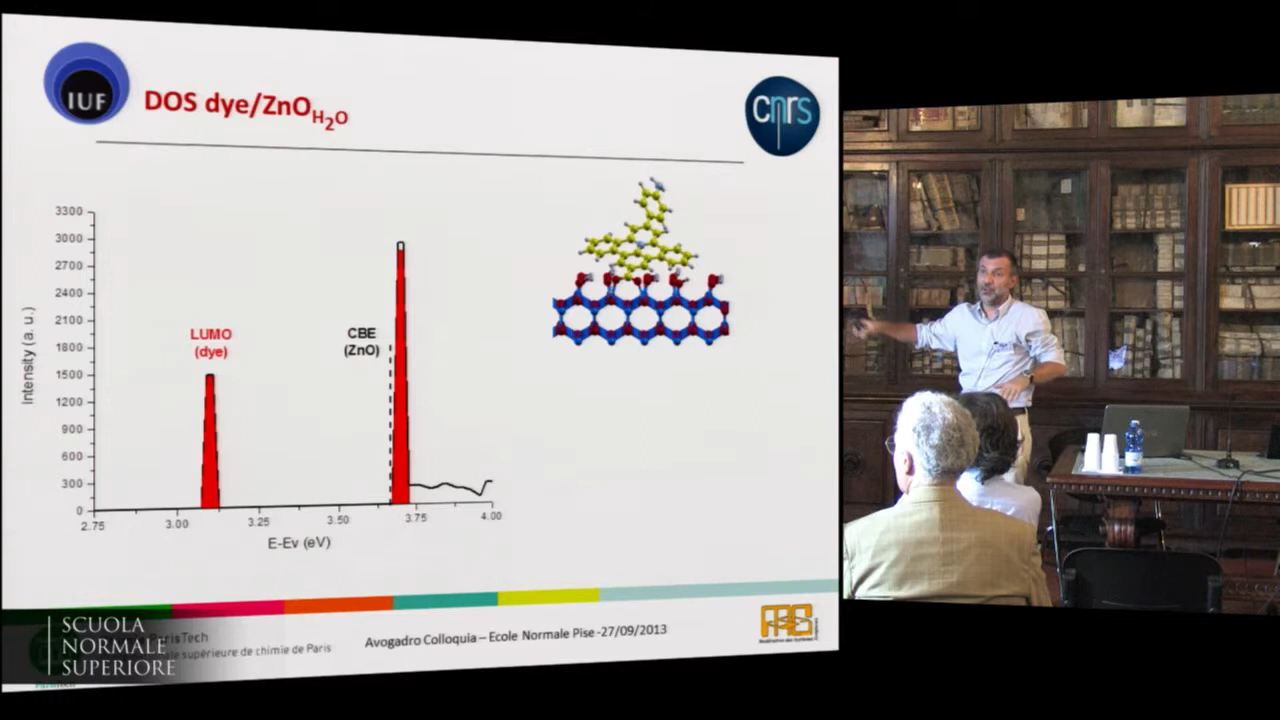 IUF
DOS dye/ZnOH2O
cnrs
3300
3000
2700
2400
2100
1800
1500
1200
900
600
300
0
Intensity (a. u.)
LUMO
(dye)
CBE
(ZnO)
2.75
3.00
3.25
3.50
3.75
4.00
E-Ev (eV)
ParisTech
supérieure de chimie de Paris
Avogadro Colloquia – Ecole Normale Pise -27/09/2013
SCUOLA
NORMALE
SUPERIORE